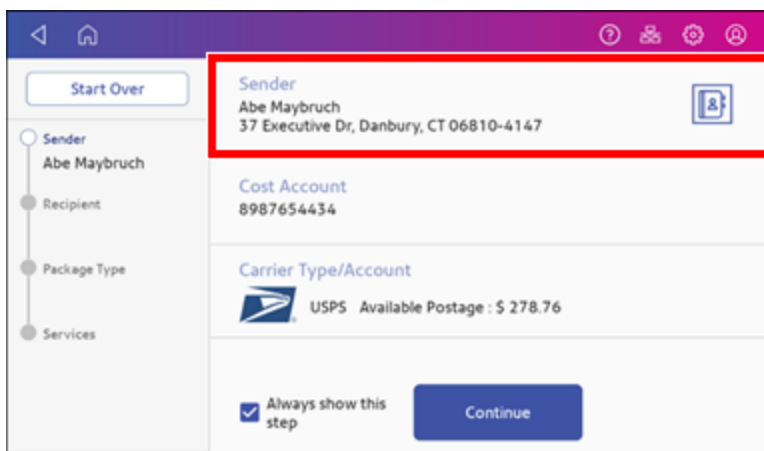 Start Over
Sender
Abe Maybruch
Recipient
Package Type
Services
Sender
Abe Maybruch
37 Executive Dr, Danbury, CT 06810-4147
Cost Account
8987654434
Carrier Type/Account
USPS Available Postage : $ 278.76
Always show this
step
Continue